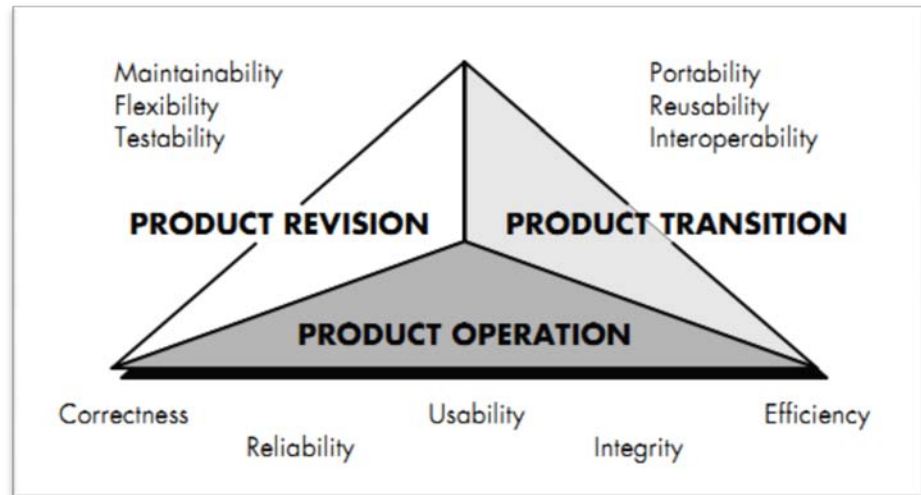 Maintainability
Flexibility
Testability
Portability
Reusability
Interoperability
PRODUCT REVISION
PRODUCT TRANSITION
PRODUCT OPERATION
Correctness
Usability
Efficiency
Reliability
Integrity